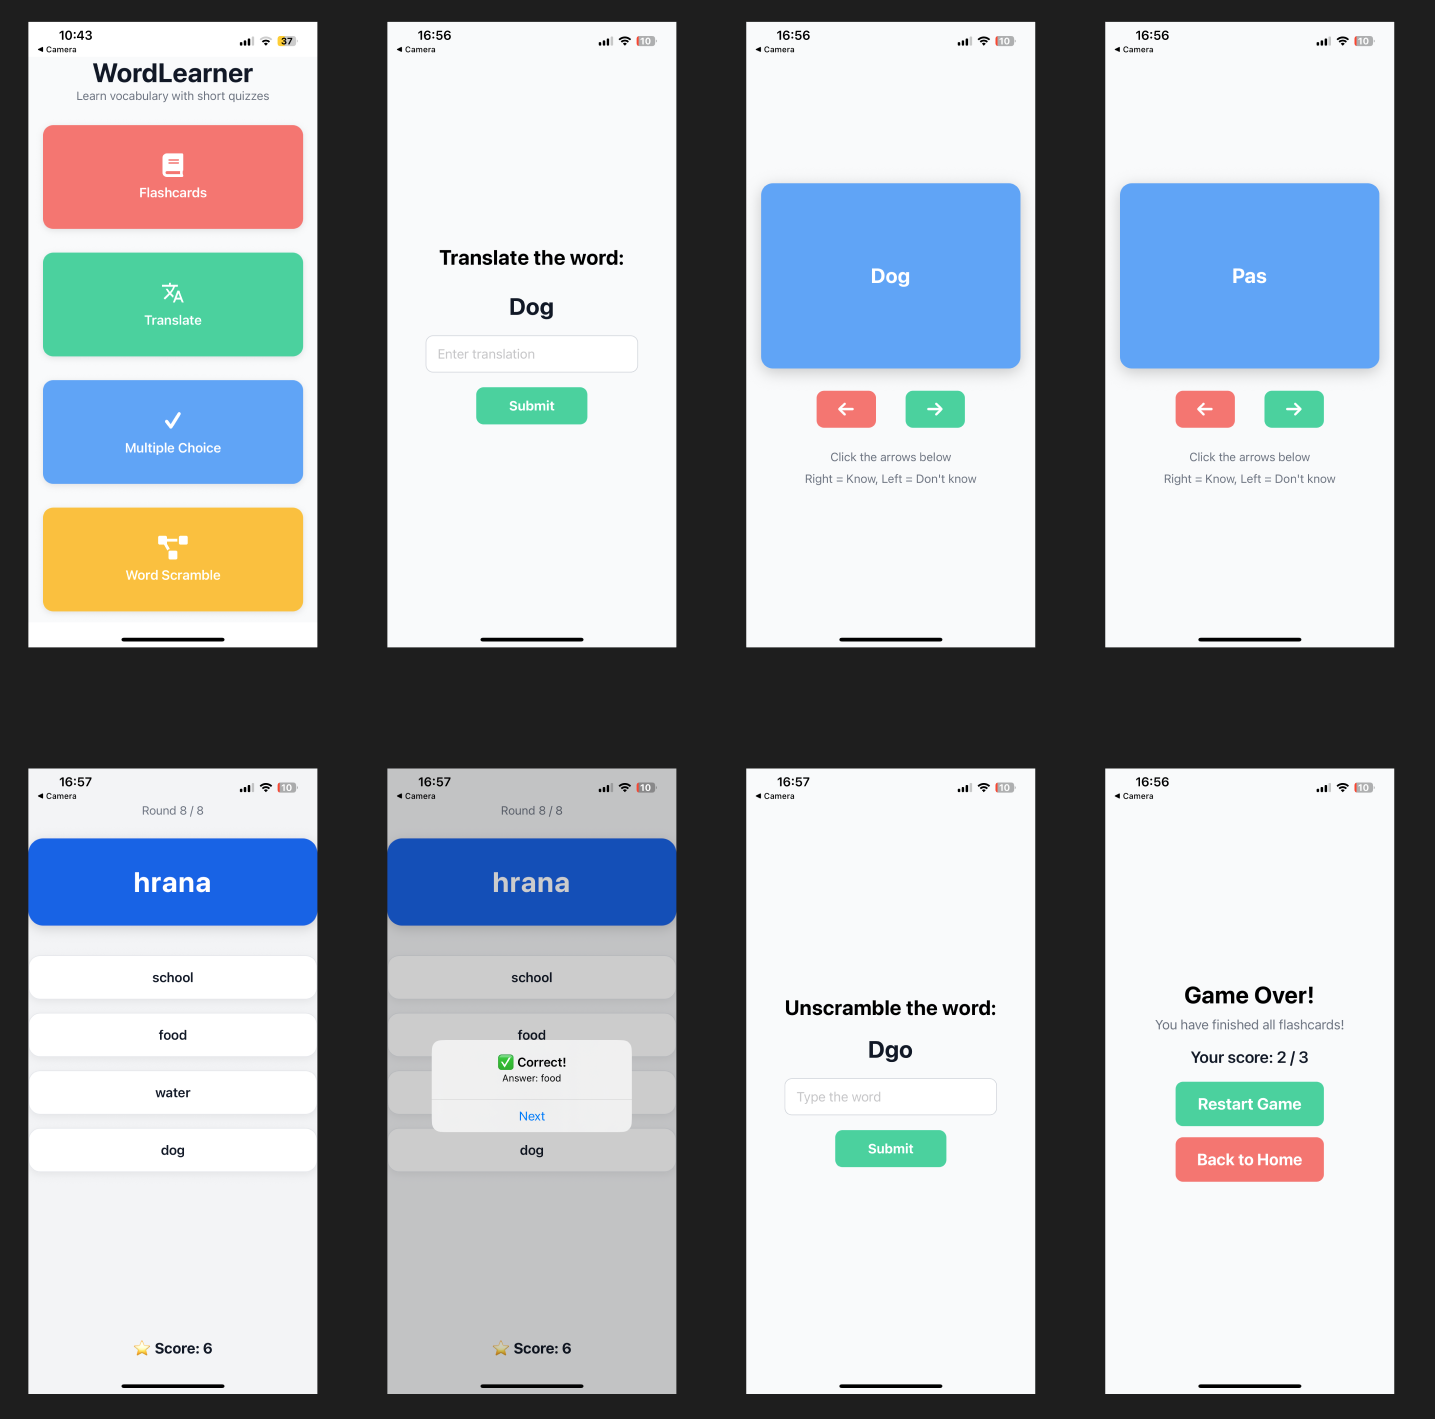 10:43
37
◀ Camera
WordLearner
Learn vocabulary with short quizzes
Flashcards
Translate
Multiple Choice
Word Scramble
16:56
10
◀ Camera
Translate the word:
Dog
Enter translation
Submit
16:56
10
◀ Camera
Dog
Click the arrows below
Right = Know, Left = Don't know
16:56
10
◀ Camera
Pas
Click the arrows below
Right = Know, Left = Don't know
16:57
10
◀ Camera
Round 8 / 8
hrana
school
food
water
dog
⭐ Score: 6
16:57
10
◀ Camera
Round 8 / 8
hrana
school
food
✅ Correct!
Answer: food
Next
dog
⭐ Score: 6
16:57
10
◀ Camera
Unscramble the word:
Dgo
Type the word
Submit
16:56
10
◀ Camera
Game Over!
You have finished all flashcards!
Your score: 2 / 3
Restart Game
Back to Home